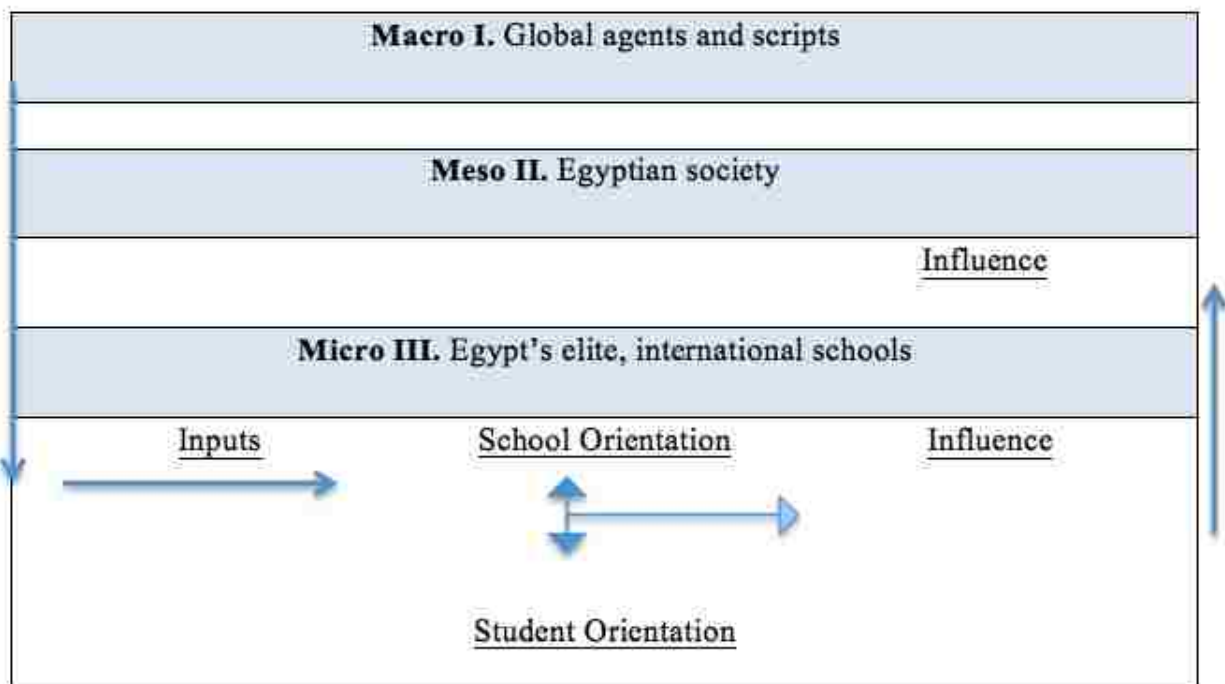 Macro I. Global agents and scripts
Meso II. Egyptian society
Influence
Micro III. Egypt's elite, international schools
Inputs School Orientation Influence
Student Orientation